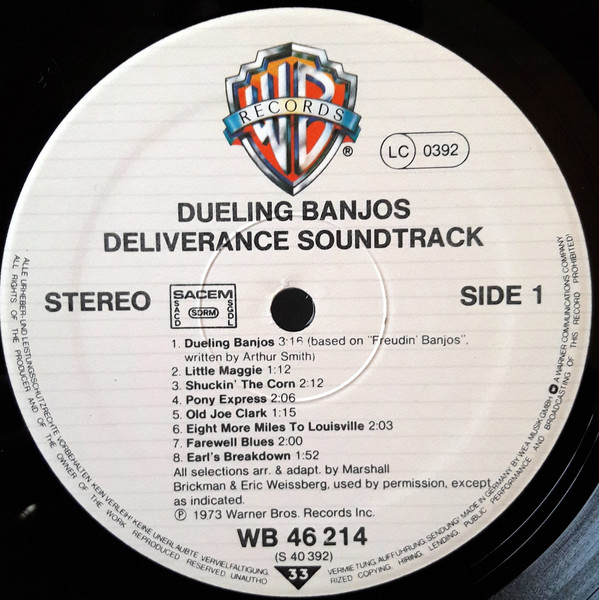 WB
RECORDS
®
LC 0392
DUELING BANJOS
DELIVERANCE SOUNDTRACK
STEREO
SACEM
SACD
SDRM
SGDL
SIDE 1
1. Dueling Banjos 3:16 (based on "Freudin' Banjos",
written by Arthur Smith)
2. Little Maggie 1:12
3. Shuckin' The Corn 2:12
4. Pony Express 2:06
5. Old Joe Clark 1:15
6. Eight More Miles To Louisville 2:03
7. Farewell Blues 2:00
8. Earl's Breakdown 1:52
All selections arr. & adapt. by Marshall
Brickman & Eric Weissberg, used by permission, except
as indicated.
℗ 1973 Warner Bros. Records Inc.
WB 46 214
(S 40 392)
33
ALLE URHEBER- UND LEISTUNGSSCHUTZRECHTE VORBEHALTEN. KEIN VERLEIH! KEINE UNERLAUBTE VERVIELFÄLTIGUNG,
VERMIETUNG, AUFFÜHRUNG, SENDUNG! MADE IN GERMANY BY WEA MUSIK GMBH A WARNER COMMUNICATIONS COMPANY
ALL RIGHTS OF THE PRODUCER AND OF THE OWNER OF THE WORK REPRODUCED RESERVED. UNAUTHO
RIZED COPYING, HIRING, LENDING, PUBLIC PERFORMANCE AND BROADCASTING OF THIS RECORD PROHIBITED!